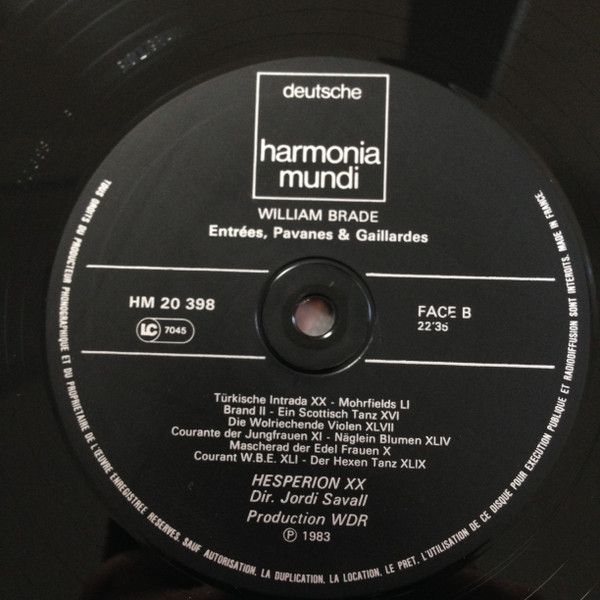 deutsche
harmonia
mundi
WILLIAM BRADE
Entrées, Pavanes & Gaillardes
HM 20 398
LC 7045
FACE B
22'35
Türkische Intrada XX - Mohrfields LI
Brand II - Ein Scottisch Tanz XVI
Die Wolriechende Violen XLVII
Courante der Jungfrauen XI - Näglein Blumen XLIV
Mascherad der Edel Frauen X
Courant W.B.E. XLI - Der Hexen Tanz XLIX
HESPERION XX
Dir. Jordi Savall
Production WDR
Ⓟ 1983
TOUS DROITS DU PRODUCTEUR PHONOGRAPHIQUE ET DU PROPRIETAIRE DE L'ŒUVRE ENREGISTREE RESERVES. SAUF AUTORISATION, LA DUPLICATION, LA LOCATION, LE PRET, L'UTILISATION DE CE DISQUE POUR EXECUTION PUBLIQUE ET RADIODIFFUSION SONT INTERDITS. MADE IN FRANCE.